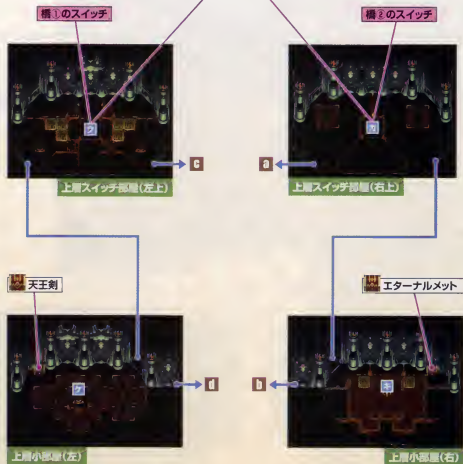 橋①のスイッチ
橋②のスイッチ
ク
c
a
上層スイッチ部屋(左上)
上層スイッチ部屋(右上)
天王剣
エターナルメット
ケ
d
b
キ
上層小部屋(左)
上層小部屋(右)